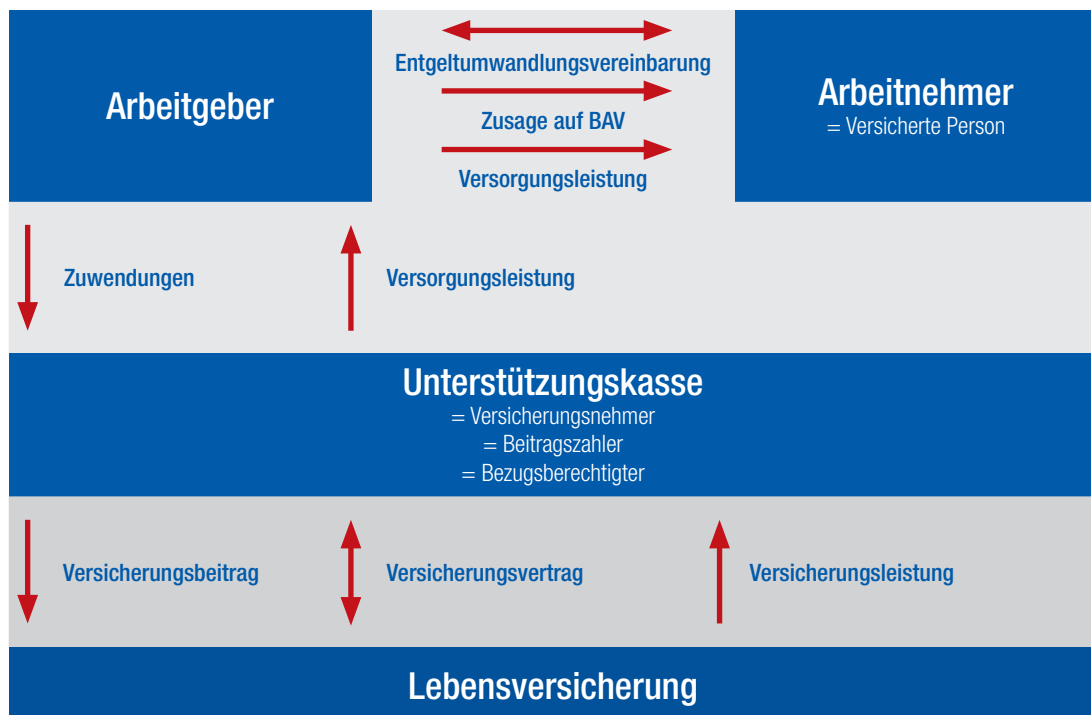 Arbeitgeber
Entgeltumwandlungsvereinbarung
Zusage auf BAV
Versorgungsleistung
Arbeitnehmer
= Versicherte Person
Zuwendungen
Versorgungsleistung
Unterstützungskasse
= Versicherungsnehmer
= Beitragszahler
= Bezugsberechtigter
Versicherungsbeitrag
Versicherungsvertrag
Versicherungsleistung
Lebensversicherung